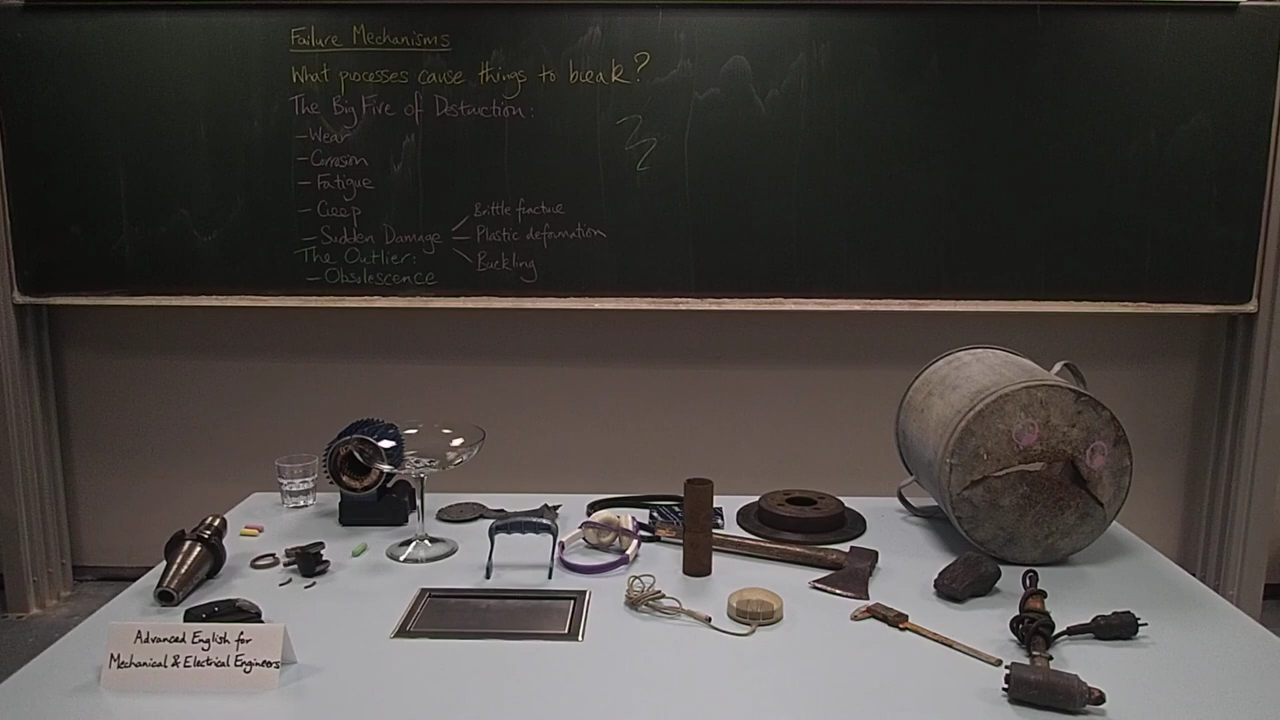 Failure Mechanisms
What processes cause things to break?
The Big Five of Destruction:
- Wear
- Corrosion
- Fatigue
- Creep
- Sudden Damage
Brittle fracture
Plastic deformation
Buckling
The Outlier:
- Obsolescence
Advanced English for
Mechanical & Electrical Engineers